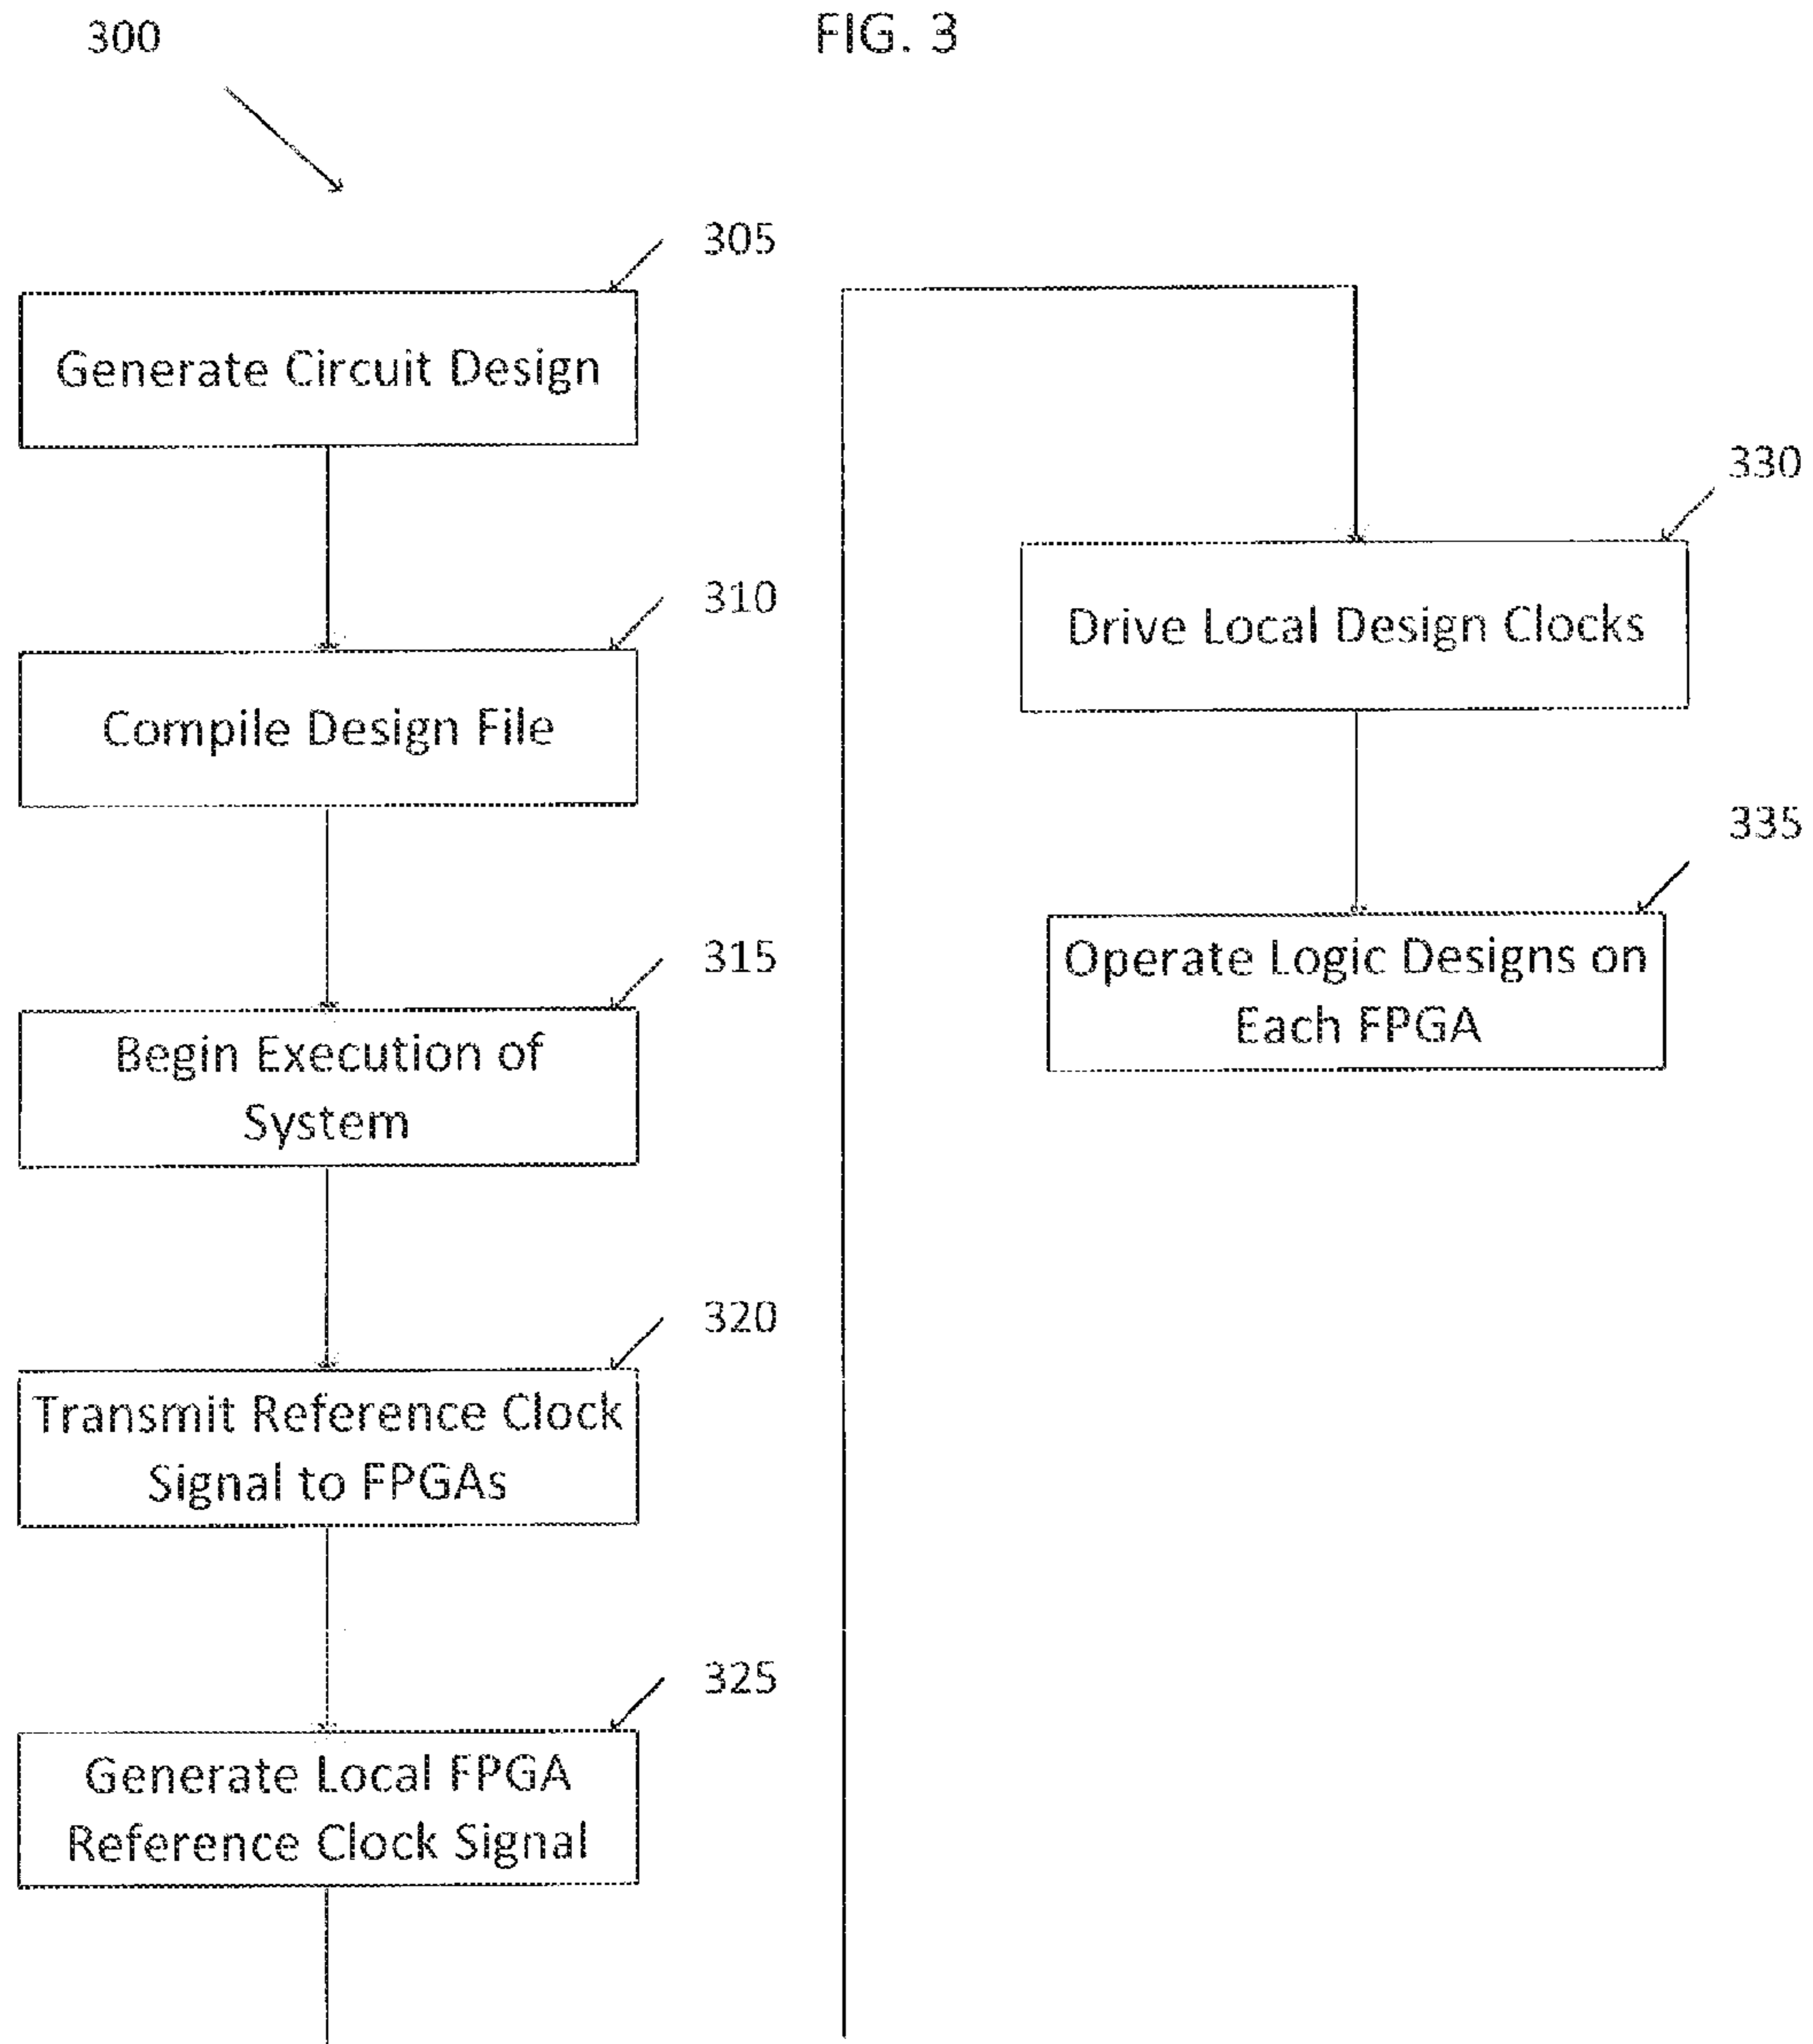 300
FIG. 3
305
Generate Circuit Design
310
Compile Design File
315
Begin Execution of
System
320
Transmit Reference Clock
Signal to FPGAs
325
Generate Local FPGA
Reference Clock Signal
330
Drive Local Design Clocks
335
Operate Logic Designs on
Each FPGA